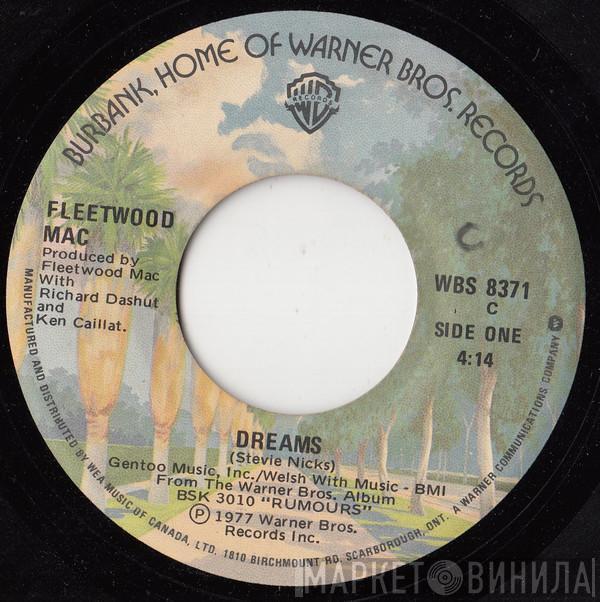 BURBANK, HOME OF WARNER BROS. RECORDS
RECORDS
FLEETWOOD
MAC
Produced by
Fleetwood Mac
With
Richard Dashut
and
Ken Caillat.
C
WBS 8371
C
SIDE ONE
4:14
DREAMS
(Stevie Nicks)
Gentoo Music, Inc./Welsh With Music - BMI
From The Warner Bros. Album
BSK 3010 "RUMOURS"
Ⓟ 1977 Warner Bros.
Records Inc.
MANUFACTURED AND DISTRIBUTED BY WEA MUSIC OF CANADA, LTD. 1810 BIRCHMOUNT RD. SCARBOROUGH, ONT. A WARNER COMMUNICATIONS COMPANY
МАРКЕТ ВИНИЛА